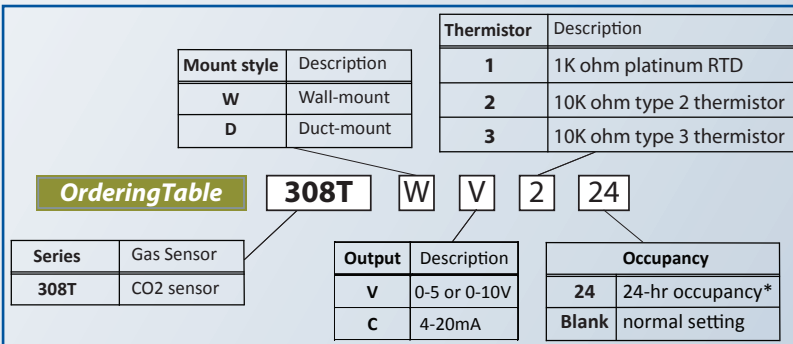 Thermistor Description
1 1K ohm platinum RTD
2 10K ohm type 2 thermistor
3 10K ohm type 3 thermistor
Mount style Description
W Wall-mount
D Duct-mount
OrderingTable 308T W V 2 24
Series Gas Sensor
308T CO2 sensor
Output Description
V 0-5 or 0-10V
C 4-20mA
Occupancy
24 24-hr occupancy*
Blank normal setting